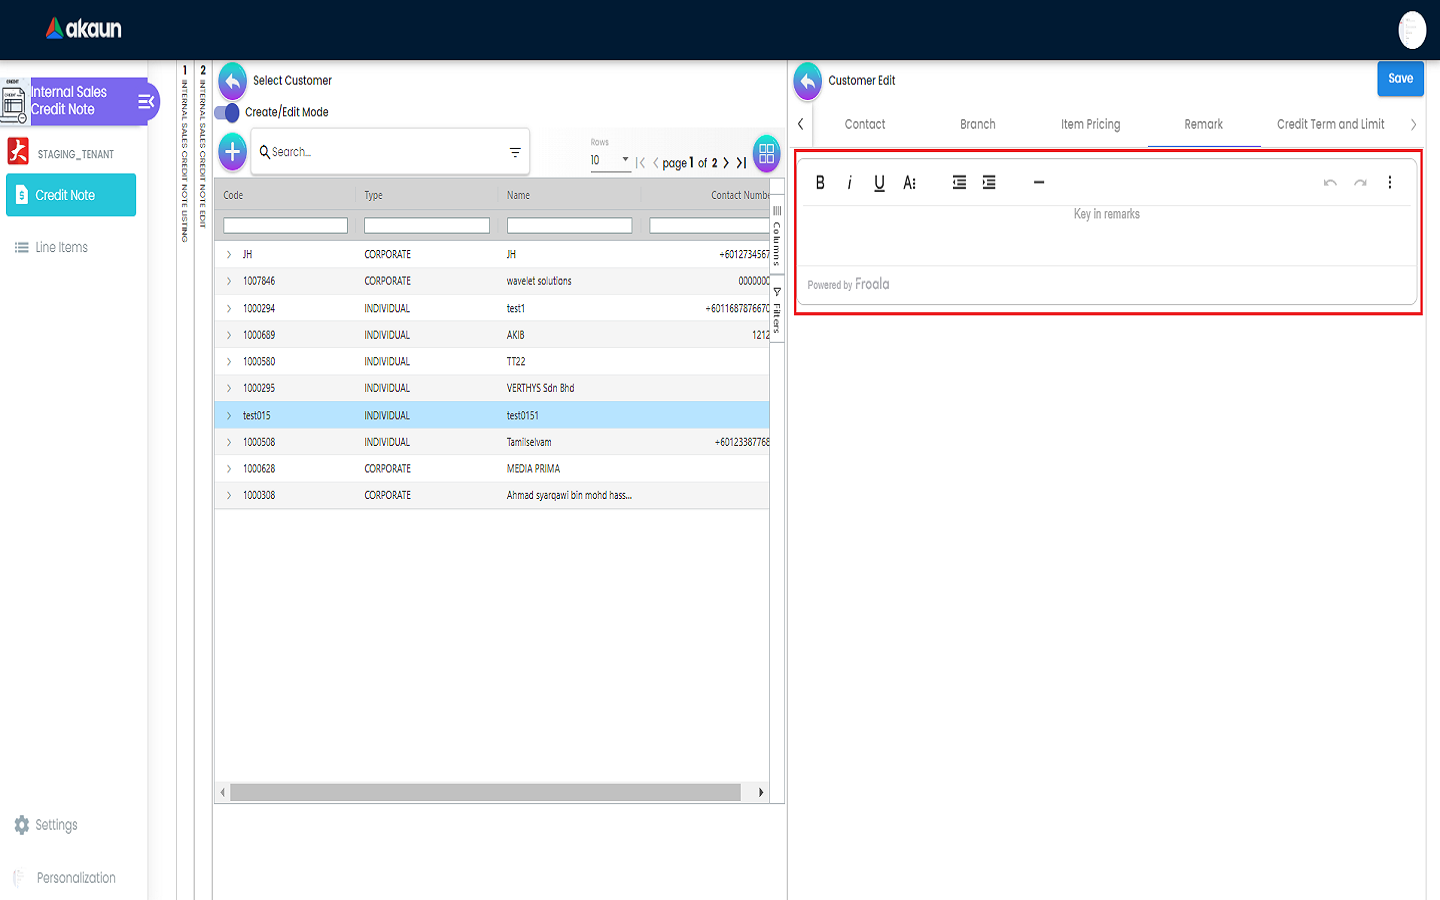 akaun
CREDIT
Internal Sales
Credit Note
STAGING_TENANT
Credit Note
Line Items
Settings
Personalization
1 INTERNAL SALES CREDIT NOTE LISTING
2 INTERNAL SALES CREDIT NOTE EDIT
Select Customer
Create/Edit Mode
Search...
Rows
10
page 1 of 2
Code Type Name Contact Numbe
JH CORPORATE JH +6012734567
1007846 CORPORATE wavelet solutions 0000000
1000294 INDIVIDUAL test1 +6011687876670
1000689 INDIVIDUAL AKIB 1212
1000580 INDIVIDUAL TT22
1000295 INDIVIDUAL VERTHYS Sdn Bhd
test015 INDIVIDUAL test0151
1000508 INDIVIDUAL Tamilselvam +60123387768
1000628 CORPORATE MEDIA PRIMA
1000308 CORPORATE Ahmad syarqawi bin mohd hass...
Columns
Filters
Customer Edit
Save
Contact Branch Item Pricing Remark Credit Term and Limit
B i U A
Key in remarks
Powered by Froala